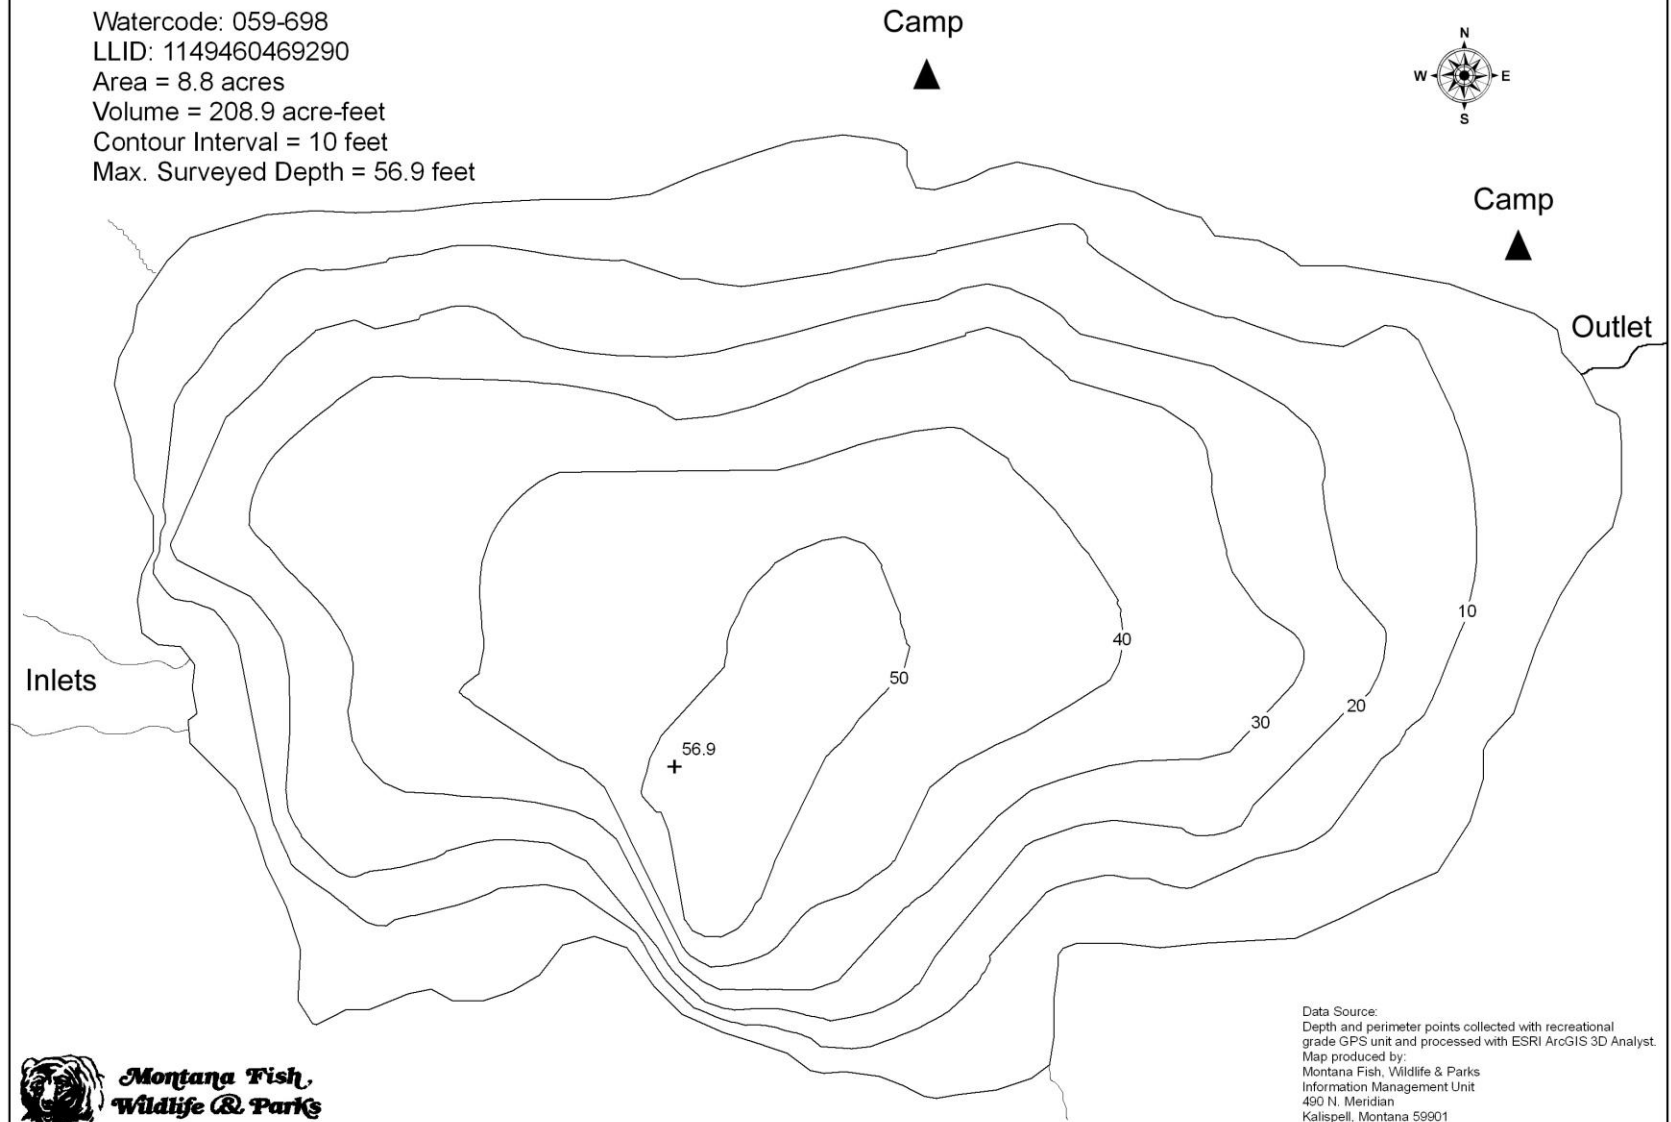 Watercode: 059-698
LLID: 1149460469290
Area = 8.8 acres
Volume = 208.9 acre-feet
Contour Interval = 10 feet
Max. Surveyed Depth = 56.9 feet
Camp
N
W
E
S
Camp
Outlet
10
40
50
20
30
56.9
Inlets
Data Source:
Depth and perimeter points collected with recreational
grade GPS unit and processed with ESRI ArcGIS 3D Analyst.
Map produced by:
Montana Fish, Wildlife & Parks
Information Management Unit
490 N. Meridian
Kalispell, Montana 59901
Montana Fish,
Wildlife & Parks